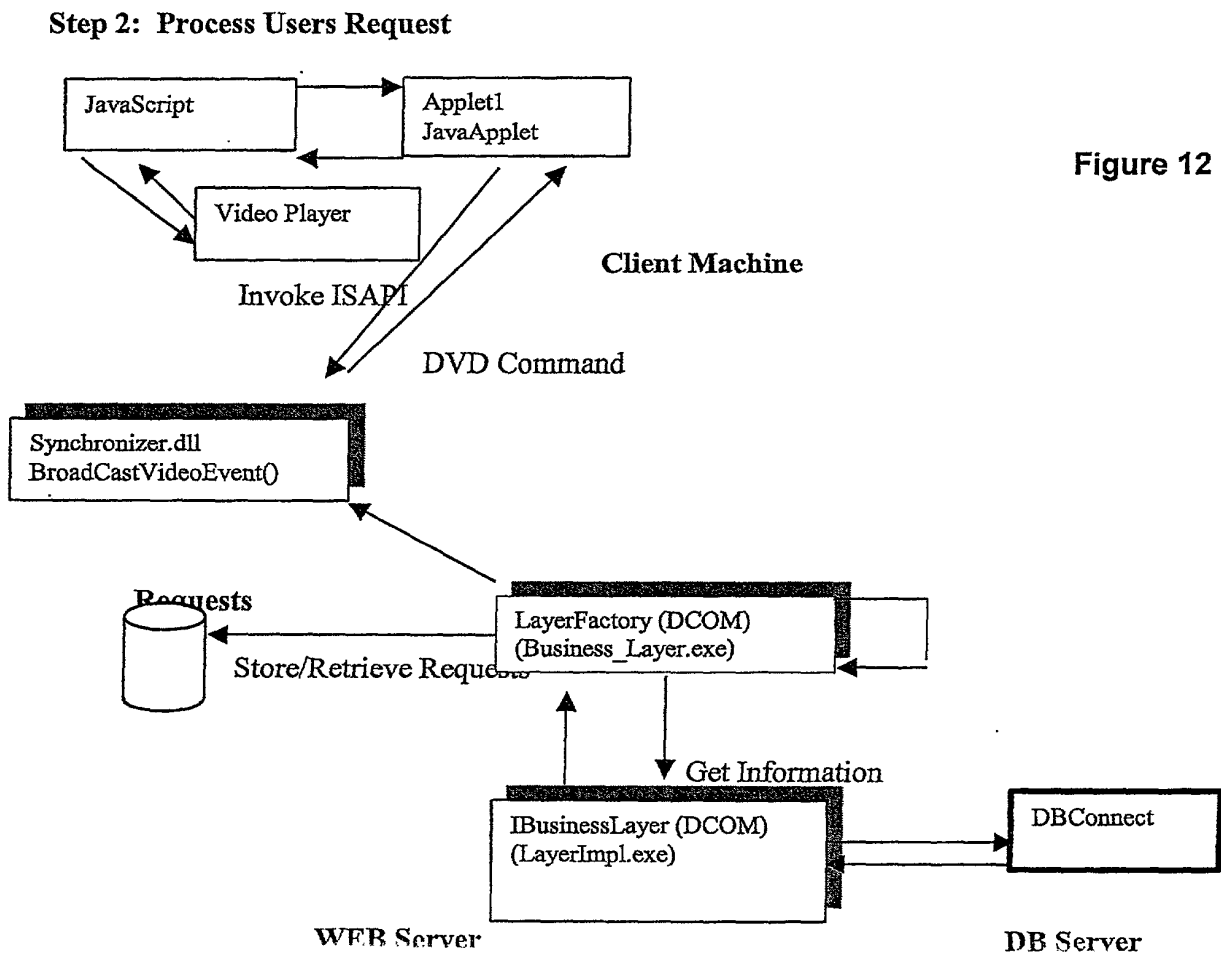 Step 2: Process Users Request
JavaScript
Applet1
JavaApplet
Figure 12
Video Player
Client Machine
Invoke ISAPI
DVD Command
Synchronizer.dll
BroadCastVideoEvent()
Requests
LayerFactory (DCOM)
(Business_Layer.exe)
Store/Retrieve Requests
Get Information
IBusinessLayer (DCOM)
(LayerImpl.exe)
DBConnect
WEB Server
DB Server